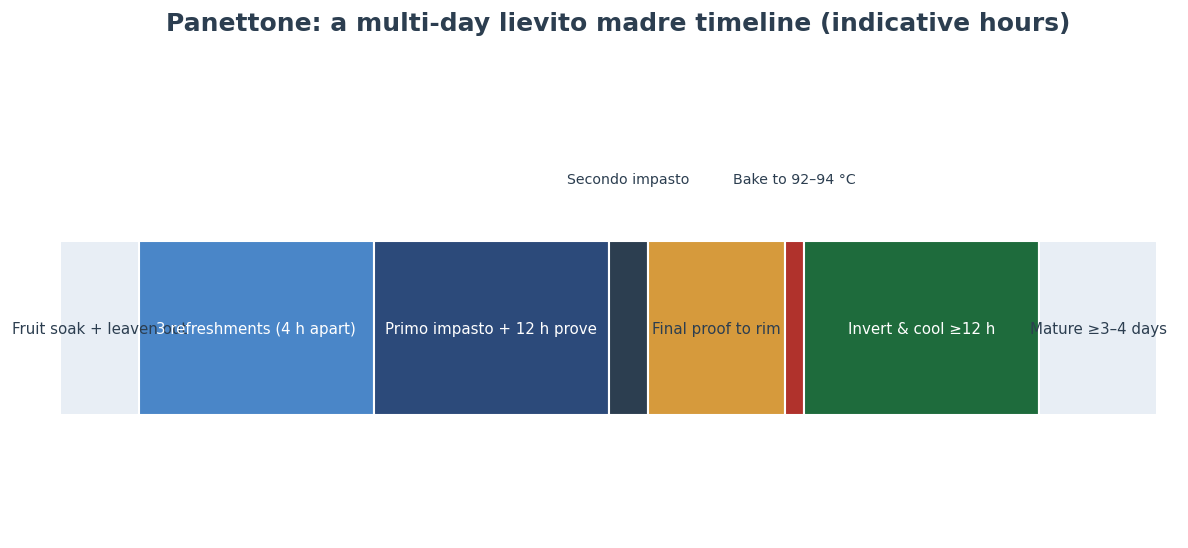 Panettone: a multi-day lievito madre timeline (indicative hours)
Secondo impasto
Bake to 92–94 °C
Fruit soak + leaven
3 refreshments (4 h apart)
Primo impasto + 12 h prove
Final proof to rim
Invert & cool ≥12 h
Mature ≥3–4 days